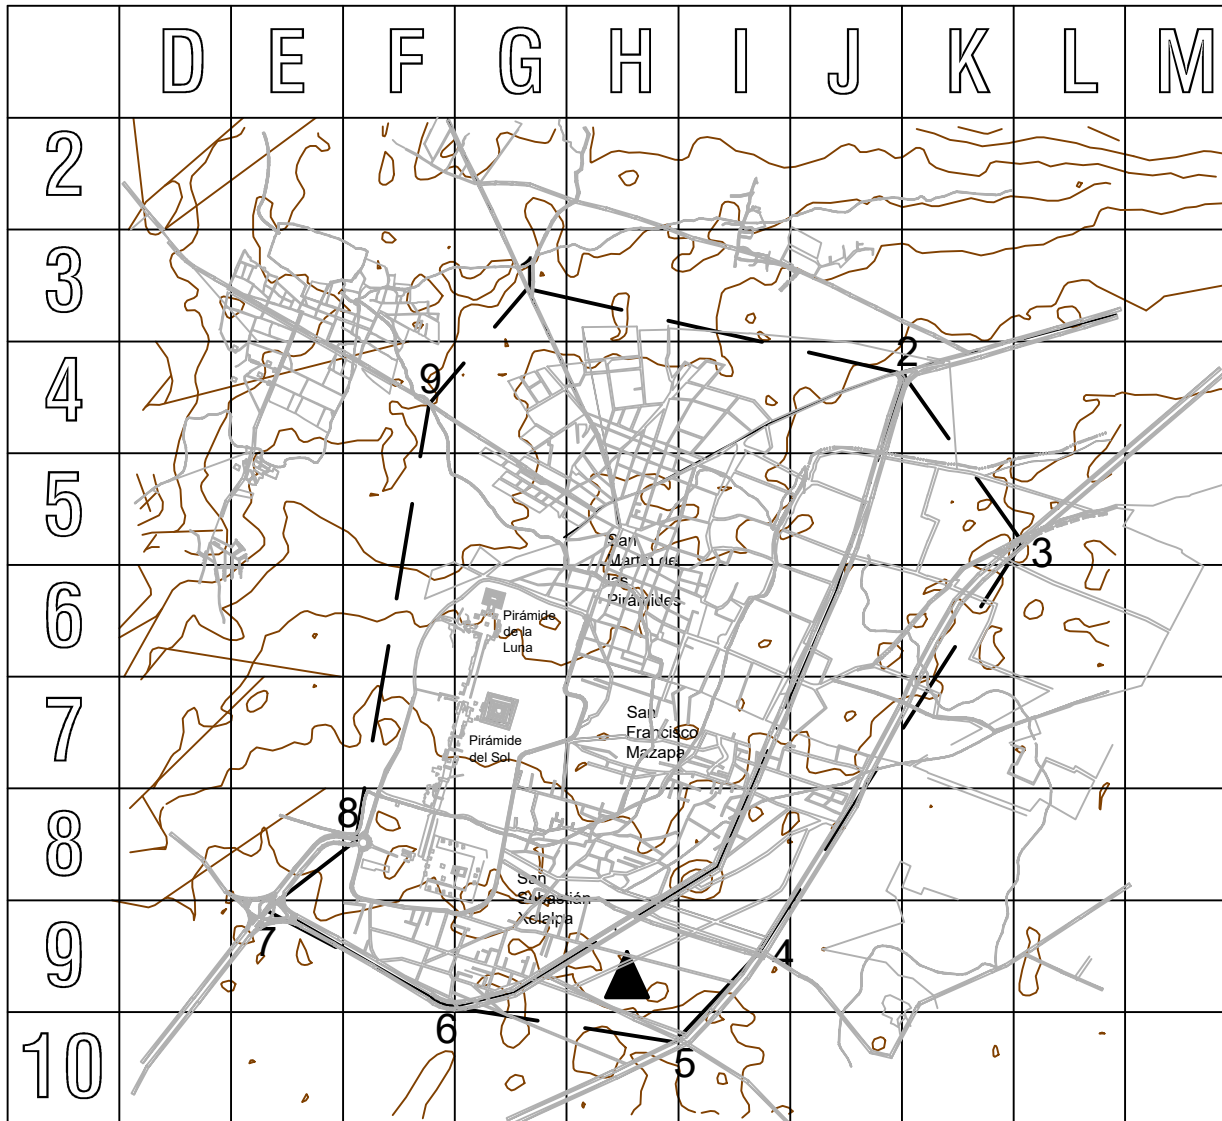 D E F G H I J K L M
2
3
1
2
4
9
5
San
Martín de
las
Pirámides
3
6
Pirámide
de la
Luna
7
San
Francisco
Mazapa
Pirámide
del Sol
8
8
San
Sebastián
Xolalpa
9
7
4
6
10
5